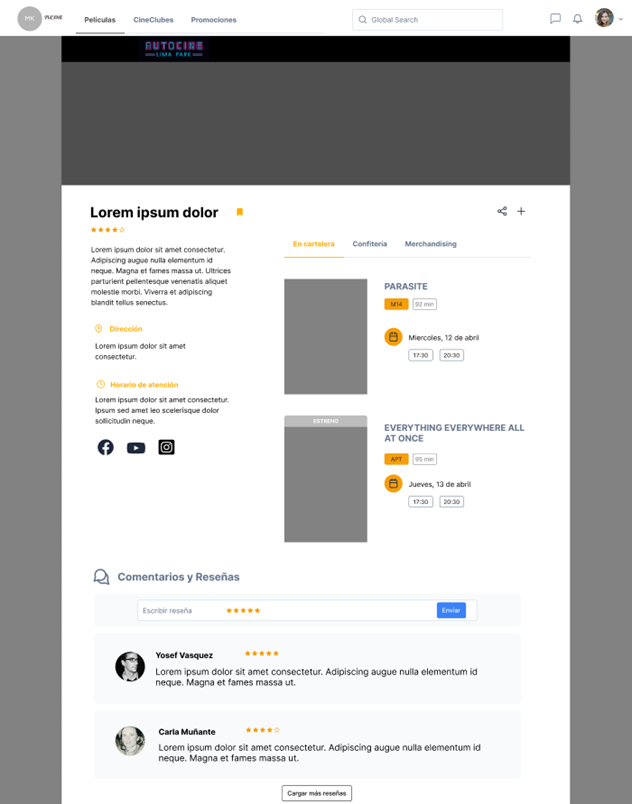 PIK
Películas
CineClubes
Promociones
Global Search
AUTOCINE
LIMA PARK
Lorem ipsum dolor
Lorem ipsum dolor sit amet consectetur.
Adipiscing augue nulla elementum id
neque. Magna et fames massa ut. Ultrices
parturient pellentesque venenatis aliquet
molestie morbi. Viverra et adipiscing
blandit tellus senectus.
Dirección
Lorem ipsum dolor sit amet
consectetur.
Horario de atención
Lorem ipsum dolor sit amet consectetur.
Ipsum sed amet leo scelerisque dolor
sollicitudin neque.
En cartelera
Confitería
Merchandising
PARASITE
M14
92 min
Miercoles, 12 de abril
17:30
20:30
ESTRENO
EVERYTHING EVERYWHERE ALL
AT ONCE
APT
95 min
Jueves, 13 de abril
17:30
20:30
Comentarios y Reseñas
Escribir reseña
Enviar
Yosef Vasquez
Lorem ipsum dolor sit amet consectetur. Adipiscing augue nulla elementum id
neque. Magna et fames massa ut.
Carla Muñante
Lorem ipsum dolor sit amet consectetur. Adipiscing augue nulla elementum id
neque. Magna et fames massa ut.
Cargar más reseñas